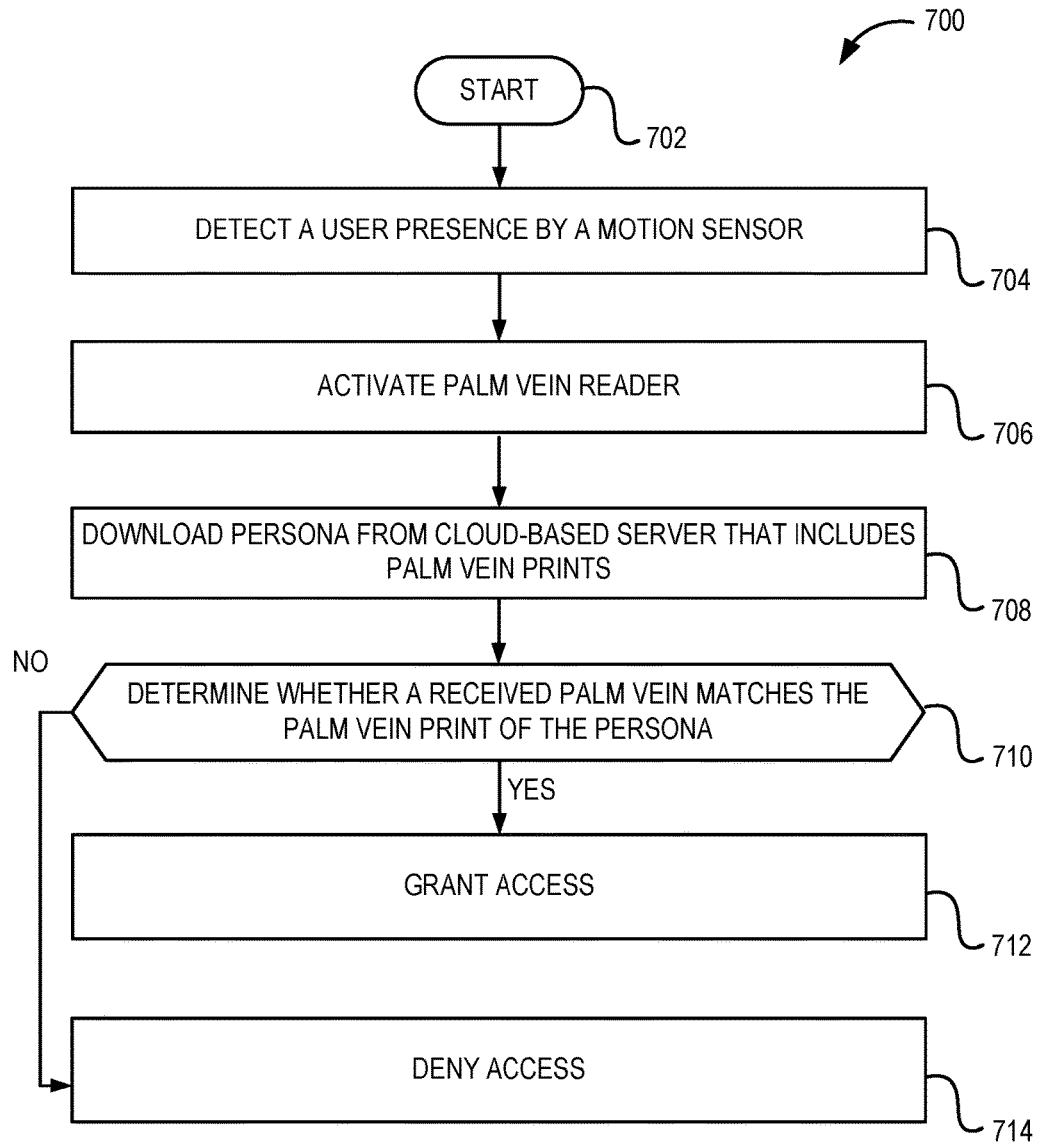 700
START
702
DETECT A USER PRESENCE BY A MOTION SENSOR
704
ACTIVATE PALM VEIN READER
706
DOWNLOAD PERSONA FROM CLOUD-BASED SERVER THAT INCLUDES
PALM VEIN PRINTS
708
NO
DETERMINE WHETHER A RECEIVED PALM VEIN MATCHES THE
PALM VEIN PRINT OF THE PERSONA
710
YES
GRANT ACCESS
712
DENY ACCESS
714